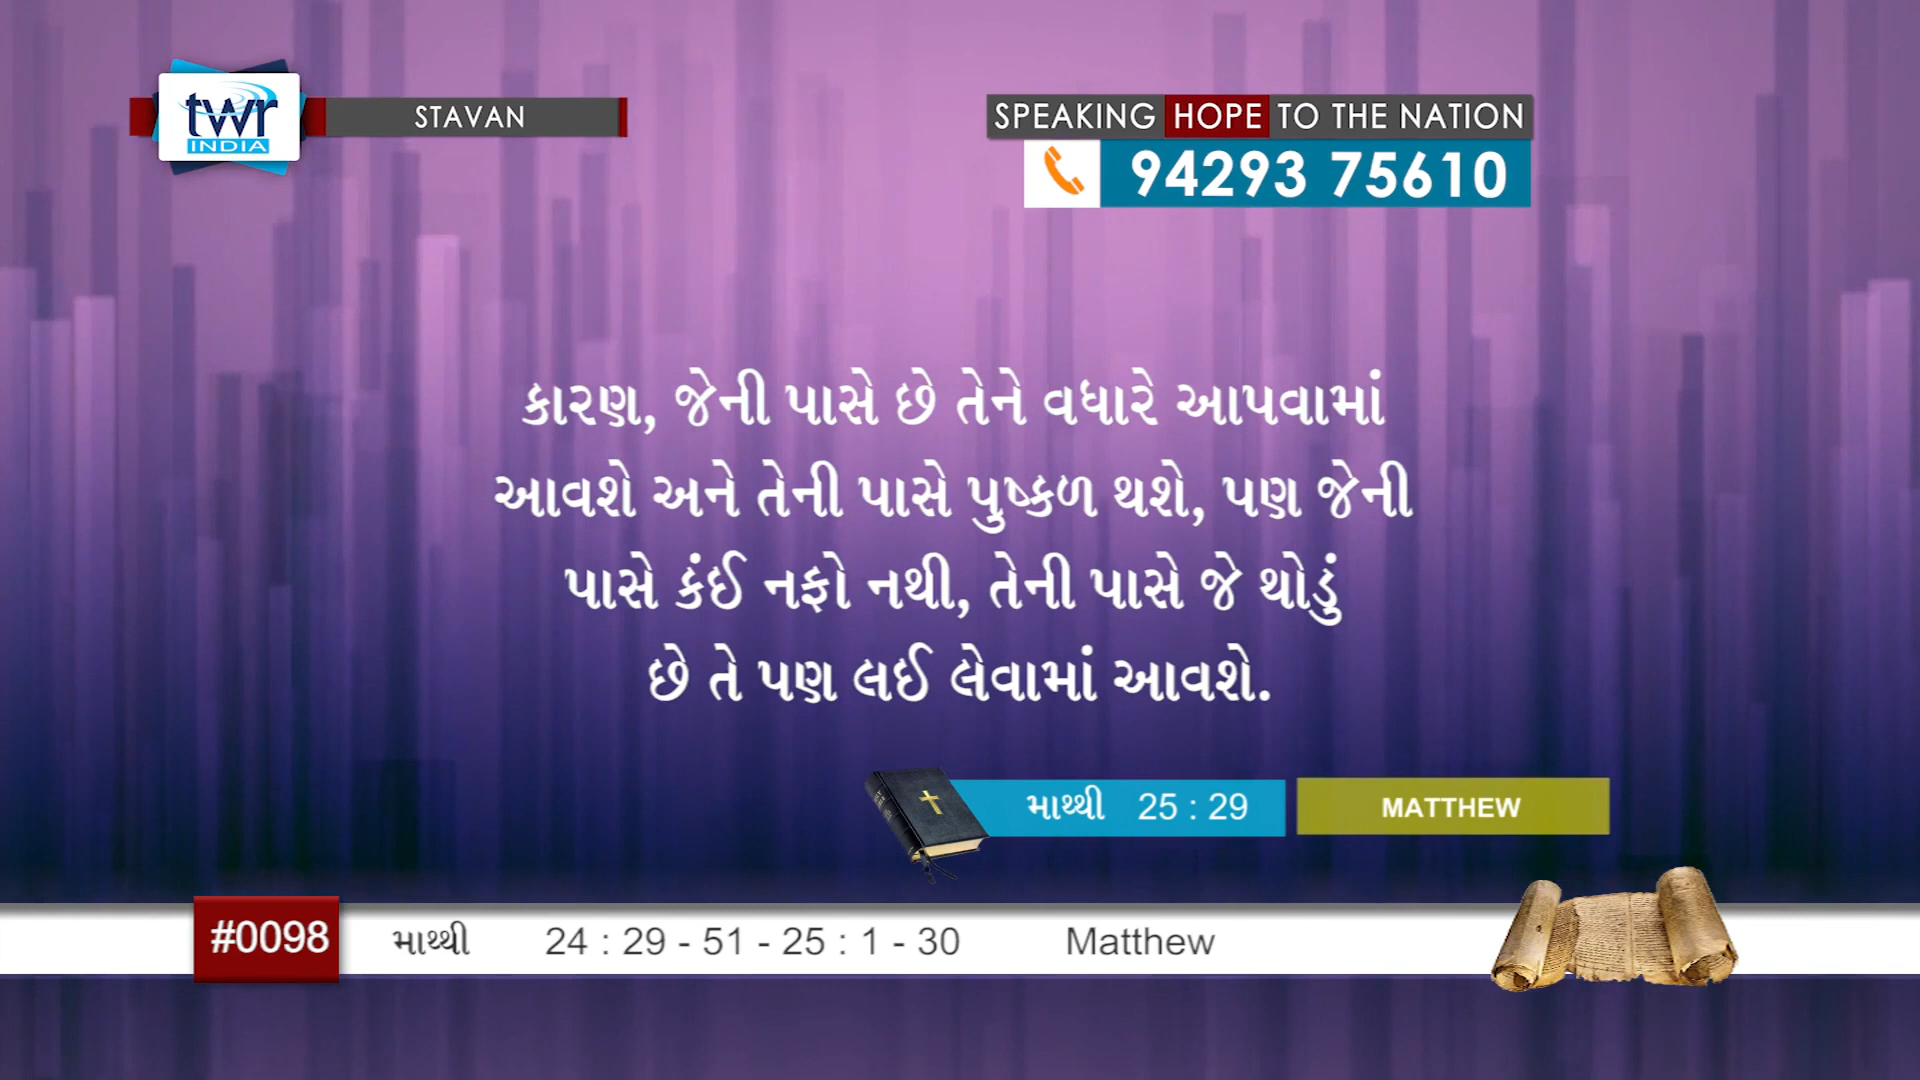 twr
INDIA
STAVAN
SPEAKING HOPE TO THE NATION
94293 75610
કારણ, જેની પાસે છે તેને વધારે આપવામાં
આવશે અને તેની પાસે પુષ્કળ થશે, પણ જેની
પાસે કંઈ નફો નથી, તેની પાસે જે થોડું
છે તે પણ લઈ લેવામાં આવશે.
માથ્થી 25 : 29
MATTHEW
#0098 માથ્થી 24 : 29 - 51 - 25 : 1 - 30 Matthew